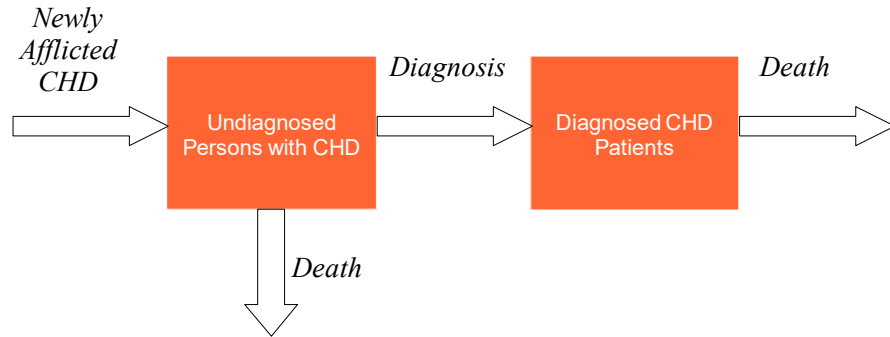 Newly
Afflicted
CHD
Diagnosis
Death
Undiagnosed
Persons with CHD
Diagnosed CHD
Patients
Death